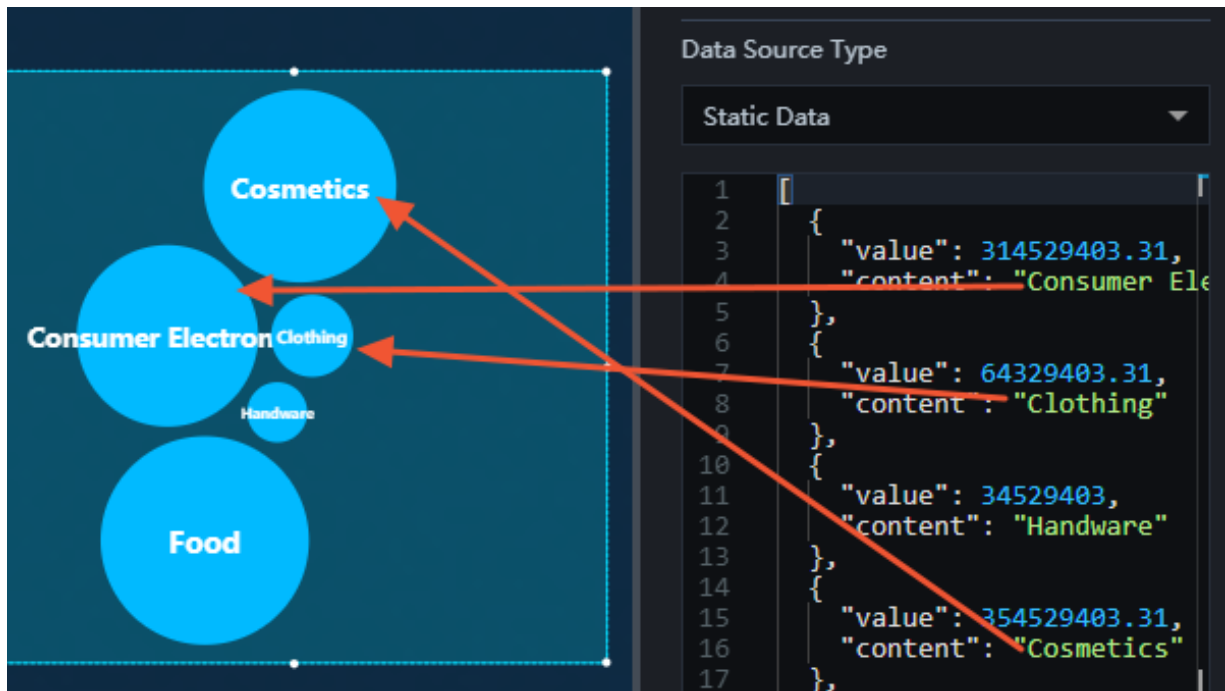 Data Source Type
Static Data
Cosmetics
Consumer Electron
Clothing
Handware
Food
1 [
2 {
3 "value": 314529403.31,
4 "content": "Consumer Ele
5 },
6 {
7 "value": 64329403.31,
8 "content": "Clothing"
9 },
10 {
11 "value": 34529403,
12 "content": "Handware"
13 },
14 {
15 "value": 354529403.31,
16 "content": "Cosmetics"
17 },